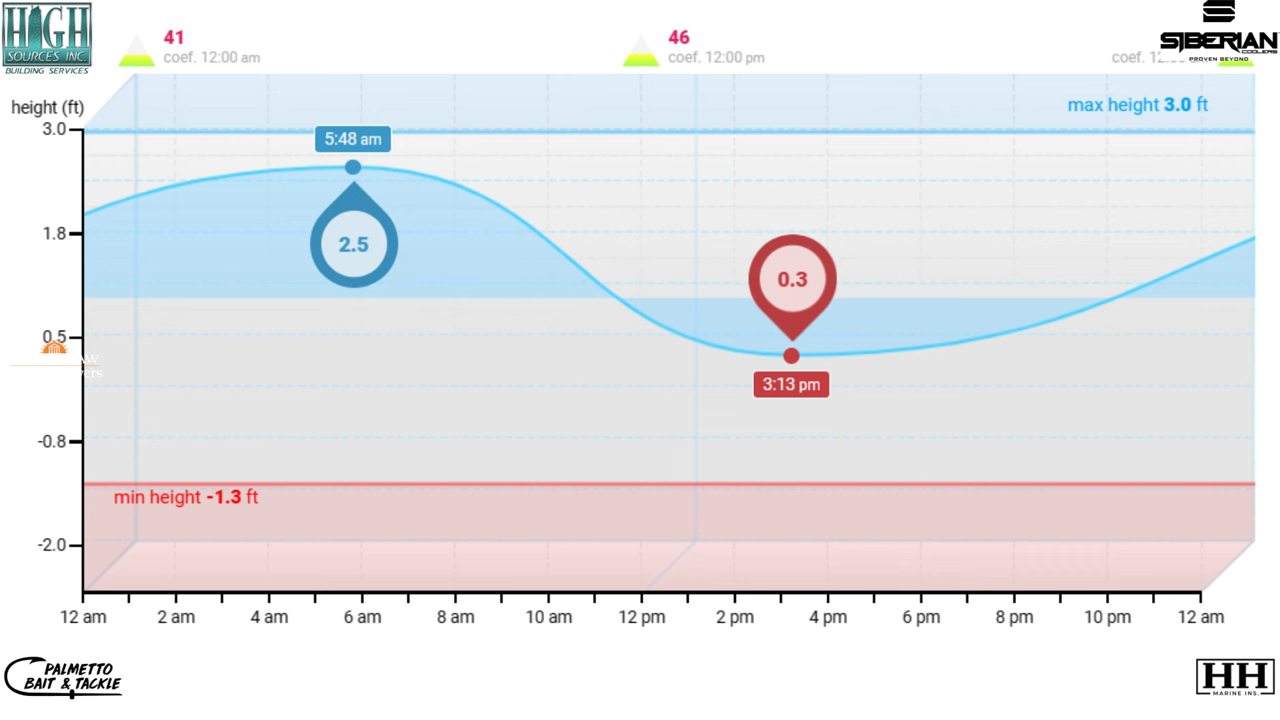 HIGH
SOURCES INC.
BUILDING SERVICES
41
coef. 12:00 am
46
coef. 12:00 pm
coef.
SIBERIAN
COOLERS
PROVEN BEYOND
height (ft)
max height 3.0 ft
3.0
5:48 am
2.5
1.8
0.3
0.5
3:13 pm
-0.8
min height -1.3 ft
-2.0
12 am 2 am 4 am 6 am 8 am 10 am 12 pm 2 pm 4 pm 6 pm 8 pm 10 pm 12 am
PALMETTO
BAIT & TACKLE
HH
MARINE INS.